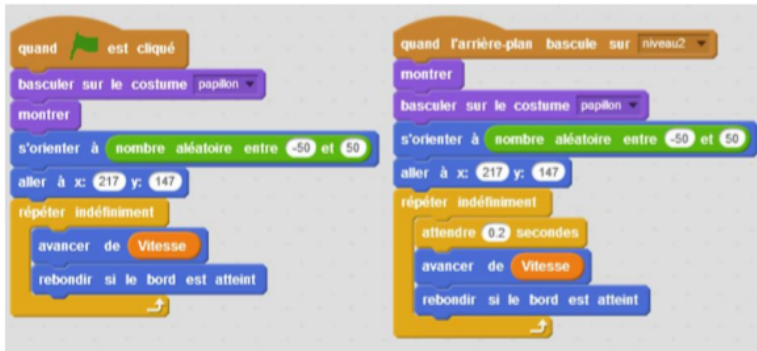 quand est cliqué
basculer sur le costume papillon
montrer
s'orienter à nombre aléatoire entre -50 et 50
aller à x: 217 y: 147
répéter indéfiniment
avancer de Vitesse
rebondir si le bord est atteint
quand l'arrière-plan bascule sur niveau2
montrer
basculer sur le costume papillon
s'orienter à nombre aléatoire entre -50 et 50
aller à x: 217 y: 147
répéter indéfiniment
attendre 0.2 secondes
avancer de Vitesse
rebondir si le bord est atteint